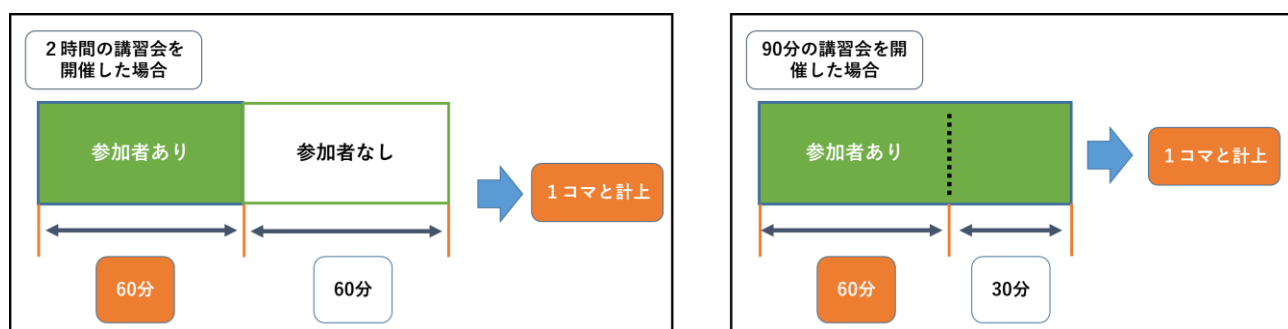 ２時間の講習会を
開催した場合
参加者あり
参加者なし
１コマと計上
60分
60分
90分の講習会を開
催した場合
参加者あり
１コマと計上
60分
30分